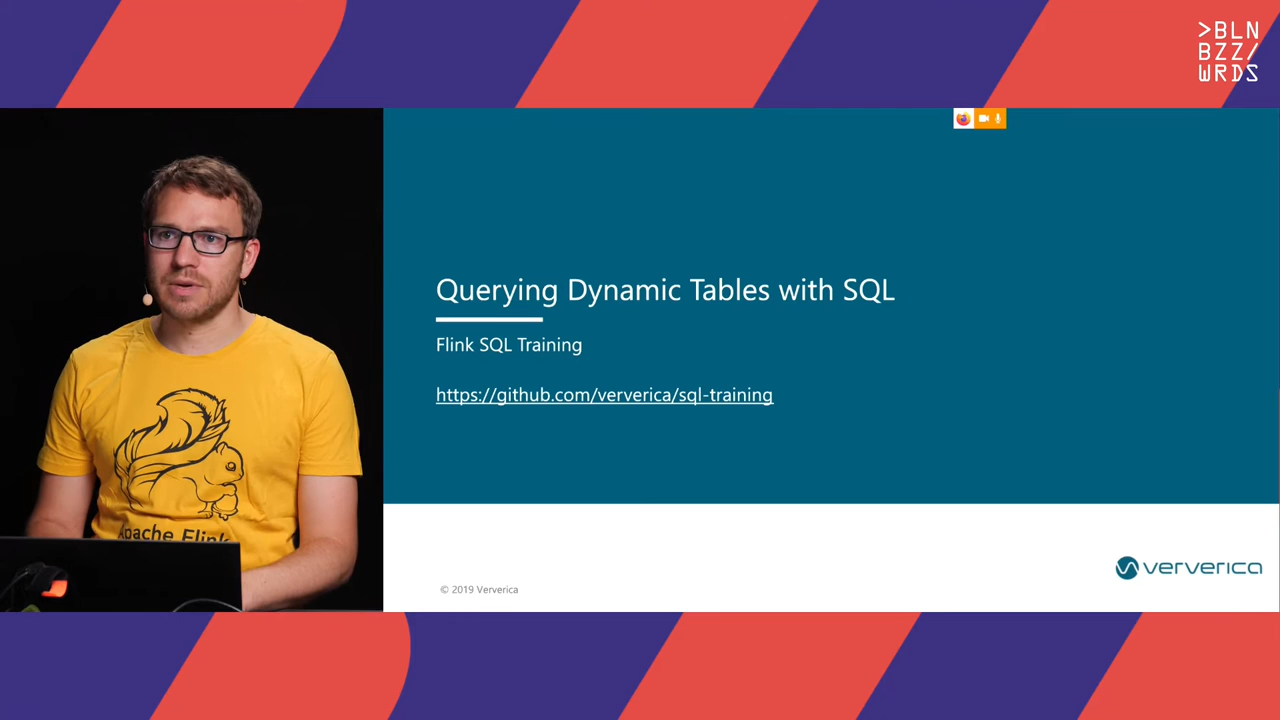 >BLN
BZZ/
WRDS
Querying Dynamic Tables with SQL
Flink SQL Training
https://github.com/ververica/sql-training
Apache Flink
ververica
© 2019 Ververica